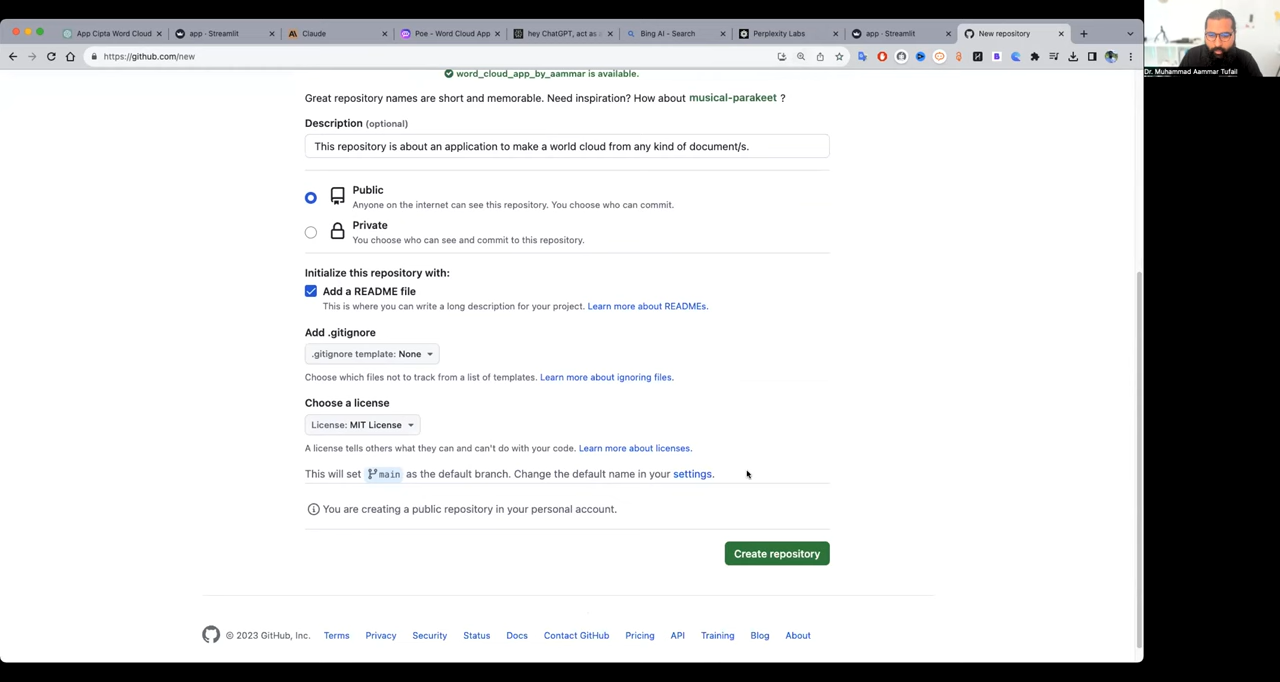 App Cipta Word Cloud
app · Streamlit
Claude
Poe - Word Cloud App
hey ChatGPT, act as
Bing AI - Search
Perplexity Labs
app · Streamlit
New repository
https://github.com/new
Dr. Muhammad Aammar Tufail
word_cloud_app_by_aammar is available.
Great repository names are short and memorable. Need inspiration? How about musical-parakeet ?
Description (optional)
This repository is about an application to make a world cloud from any kind of document/s.
Public
Anyone on the internet can see this repository. You choose who can commit.
Private
You choose who can see and commit to this repository.
Initialize this repository with:
Add a README file
This is where you can write a long description for your project. Learn more about READMEs.
Add .gitignore
.gitignore template: None
Choose which files not to track from a list of templates. Learn more about ignoring files.
Choose a license
License: MIT License
A license tells others what they can and can't do with your code. Learn more about licenses.
This will set main as the default branch. Change the default name in your settings.
You are creating a public repository in your personal account.
Create repository
© 2023 GitHub, Inc. Terms Privacy Security Status Docs Contact GitHub Pricing API Training Blog About